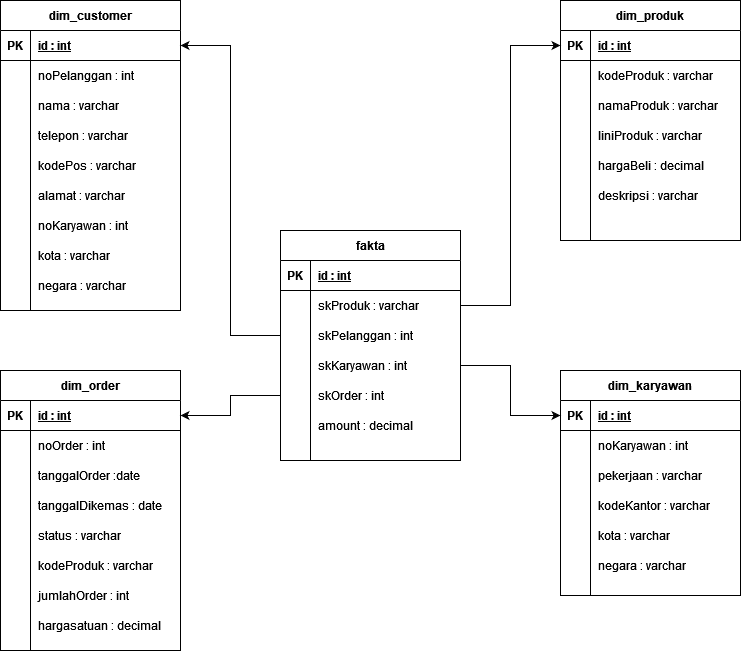 dim_customer
PK id : int
noPelanggan : int
nama : varchar
telepon : varchar
kodePos : varchar
alamat : varchar
noKaryawan : int
kota : varchar
negara : varchar
dim_produk
PK id : int
kodeProduk : varchar
namaProduk : varchar
liniProduk : varchar
hargaBeli : decimal
deskripsi : varchar
fakta
PK id : int
skProduk : varchar
skPelanggan : int
skKaryawan : int
skOrder : int
amount : decimal
dim_order
PK id : int
noOrder : int
tanggalOrder :date
tanggalDikemas : date
status : varchar
kodeProduk : varchar
jumlahOrder : int
hargasatuan : decimal
dim_karyawan
PK id : int
noKaryawan : int
pekerjaan : varchar
kodeKantor : varchar
kota : varchar
negara : varchar